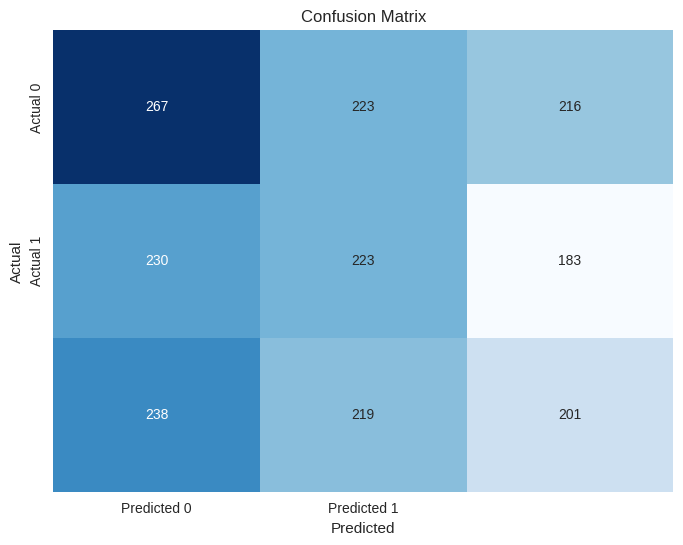 Confusion Matrix
Actual 0
267 223 216
Actual
Actual 1
230 223 183
238 219 201
Predicted 0 Predicted 1
Predicted